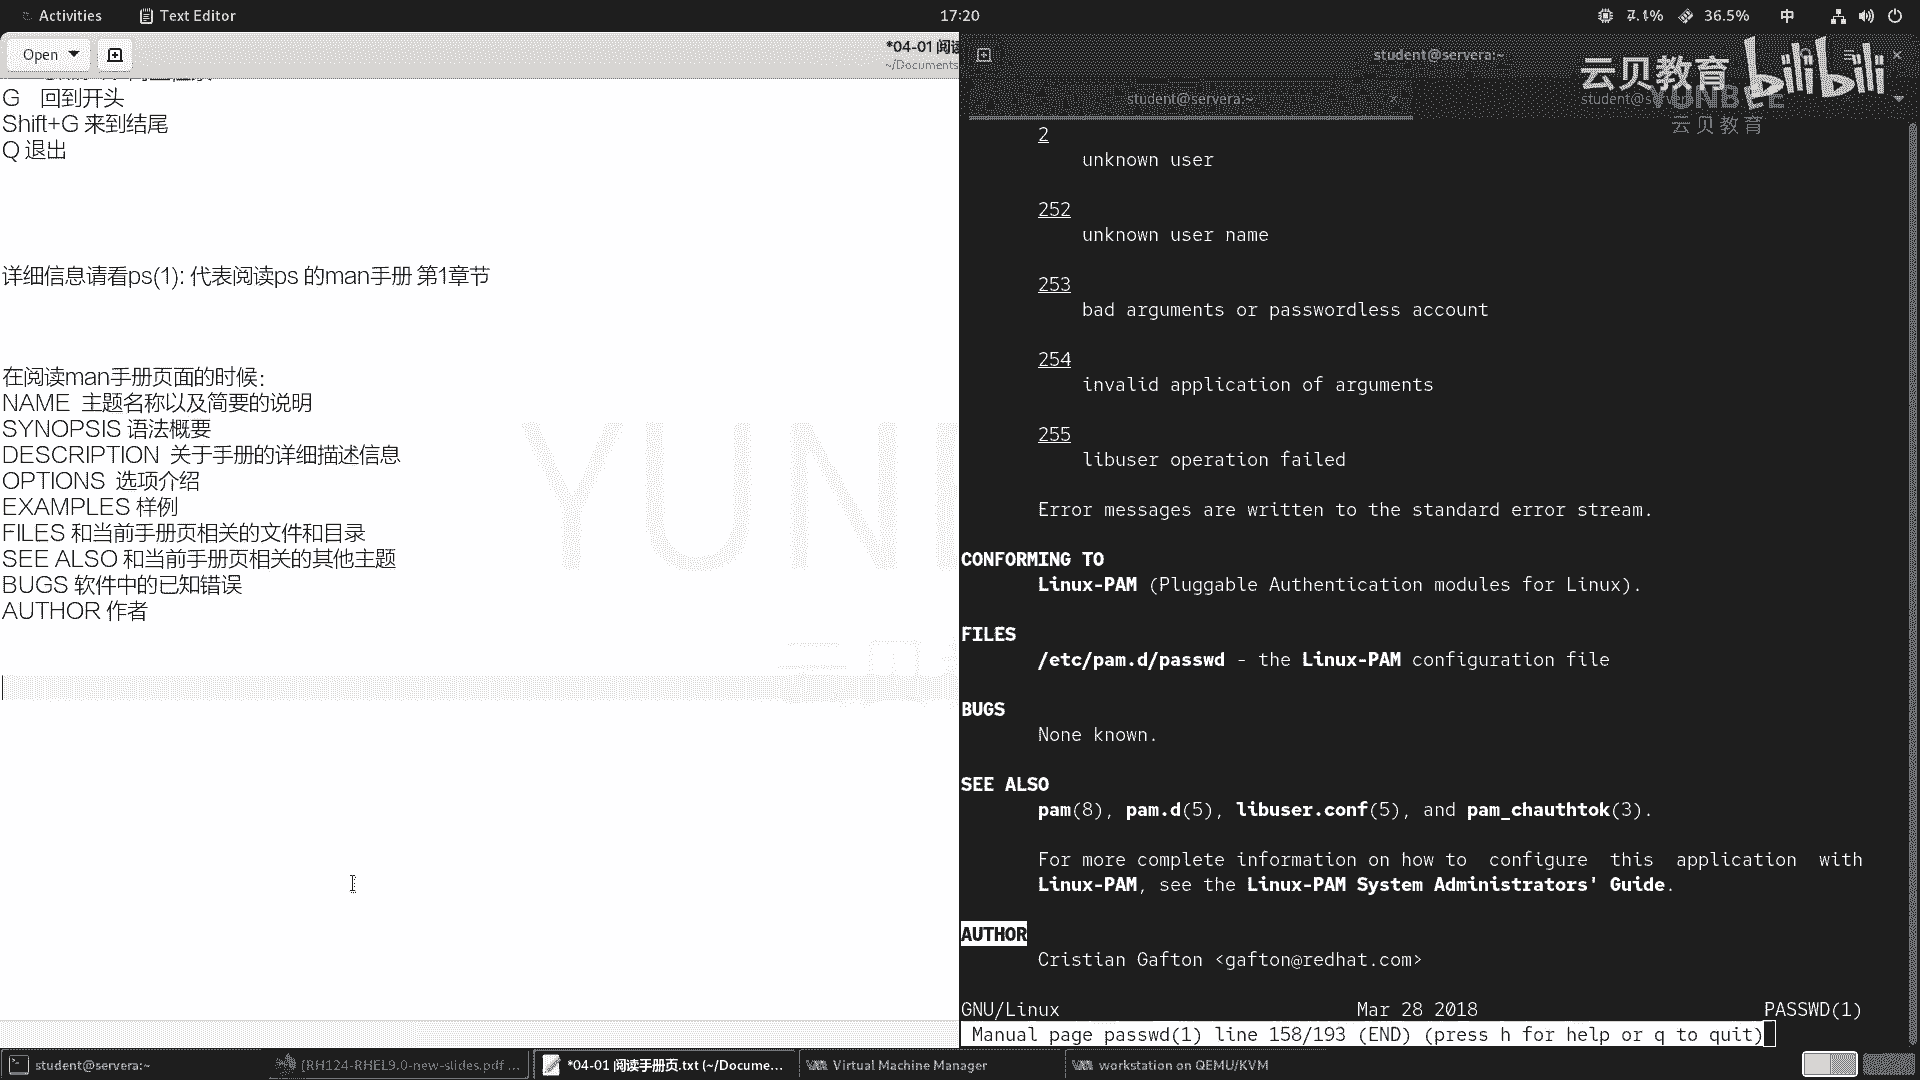 Activities
Text Editor
17:20
36.5%
中
Open
*04-01 阅读
~/Documents
G 回到开头
Shift+G 来到结尾
Q 退出
详细信息请看ps(1): 代表阅读ps 的man手册 第1章节
在阅读man手册页面的时候:
NAME 主题名称以及简要的说明
SYNOPSIS 语法概要
DESCRIPTION 关于手册的详细描述信息
OPTIONS 选项介绍
EXAMPLES 样例
FILES 和当前手册页相关的文件和目录
SEE ALSO 和当前手册页相关的其他主题
BUGS 软件中的已知错误
AUTHOR 作者
student@servera:~
云贝教育 bilibili
student@servera:~
云贝教育
2
unknown user
252
unknown user name
253
bad arguments or passwordless account
254
invalid application of arguments
255
libuser operation failed
Error messages are written to the standard error stream.
CONFORMING TO
Linux-PAM (Pluggable Authentication modules for Linux).
FILES
/etc/pam.d/passwd - the Linux-PAM configuration file
BUGS
None known.
SEE ALSO
pam(8), pam.d(5), libuser.conf(5), and pam_chauthtok(3).
For more complete information on how to configure this application with
Linux-PAM, see the Linux-PAM System Administrators' Guide.
AUTHOR
Cristian Gafton <gafton@redhat.com>
GNU/Linux Mar 28 2018 PASSWD(1)
Manual page passwd(1) line 158/193 (END) (press h for help or q to quit)
student@servera:~
[RH124-RHEL9.0-new-slides.pdf ...
*04-01 阅读手册页.txt (~/Docume...
Virtual Machine Manager
workstation on QEMU/KVM